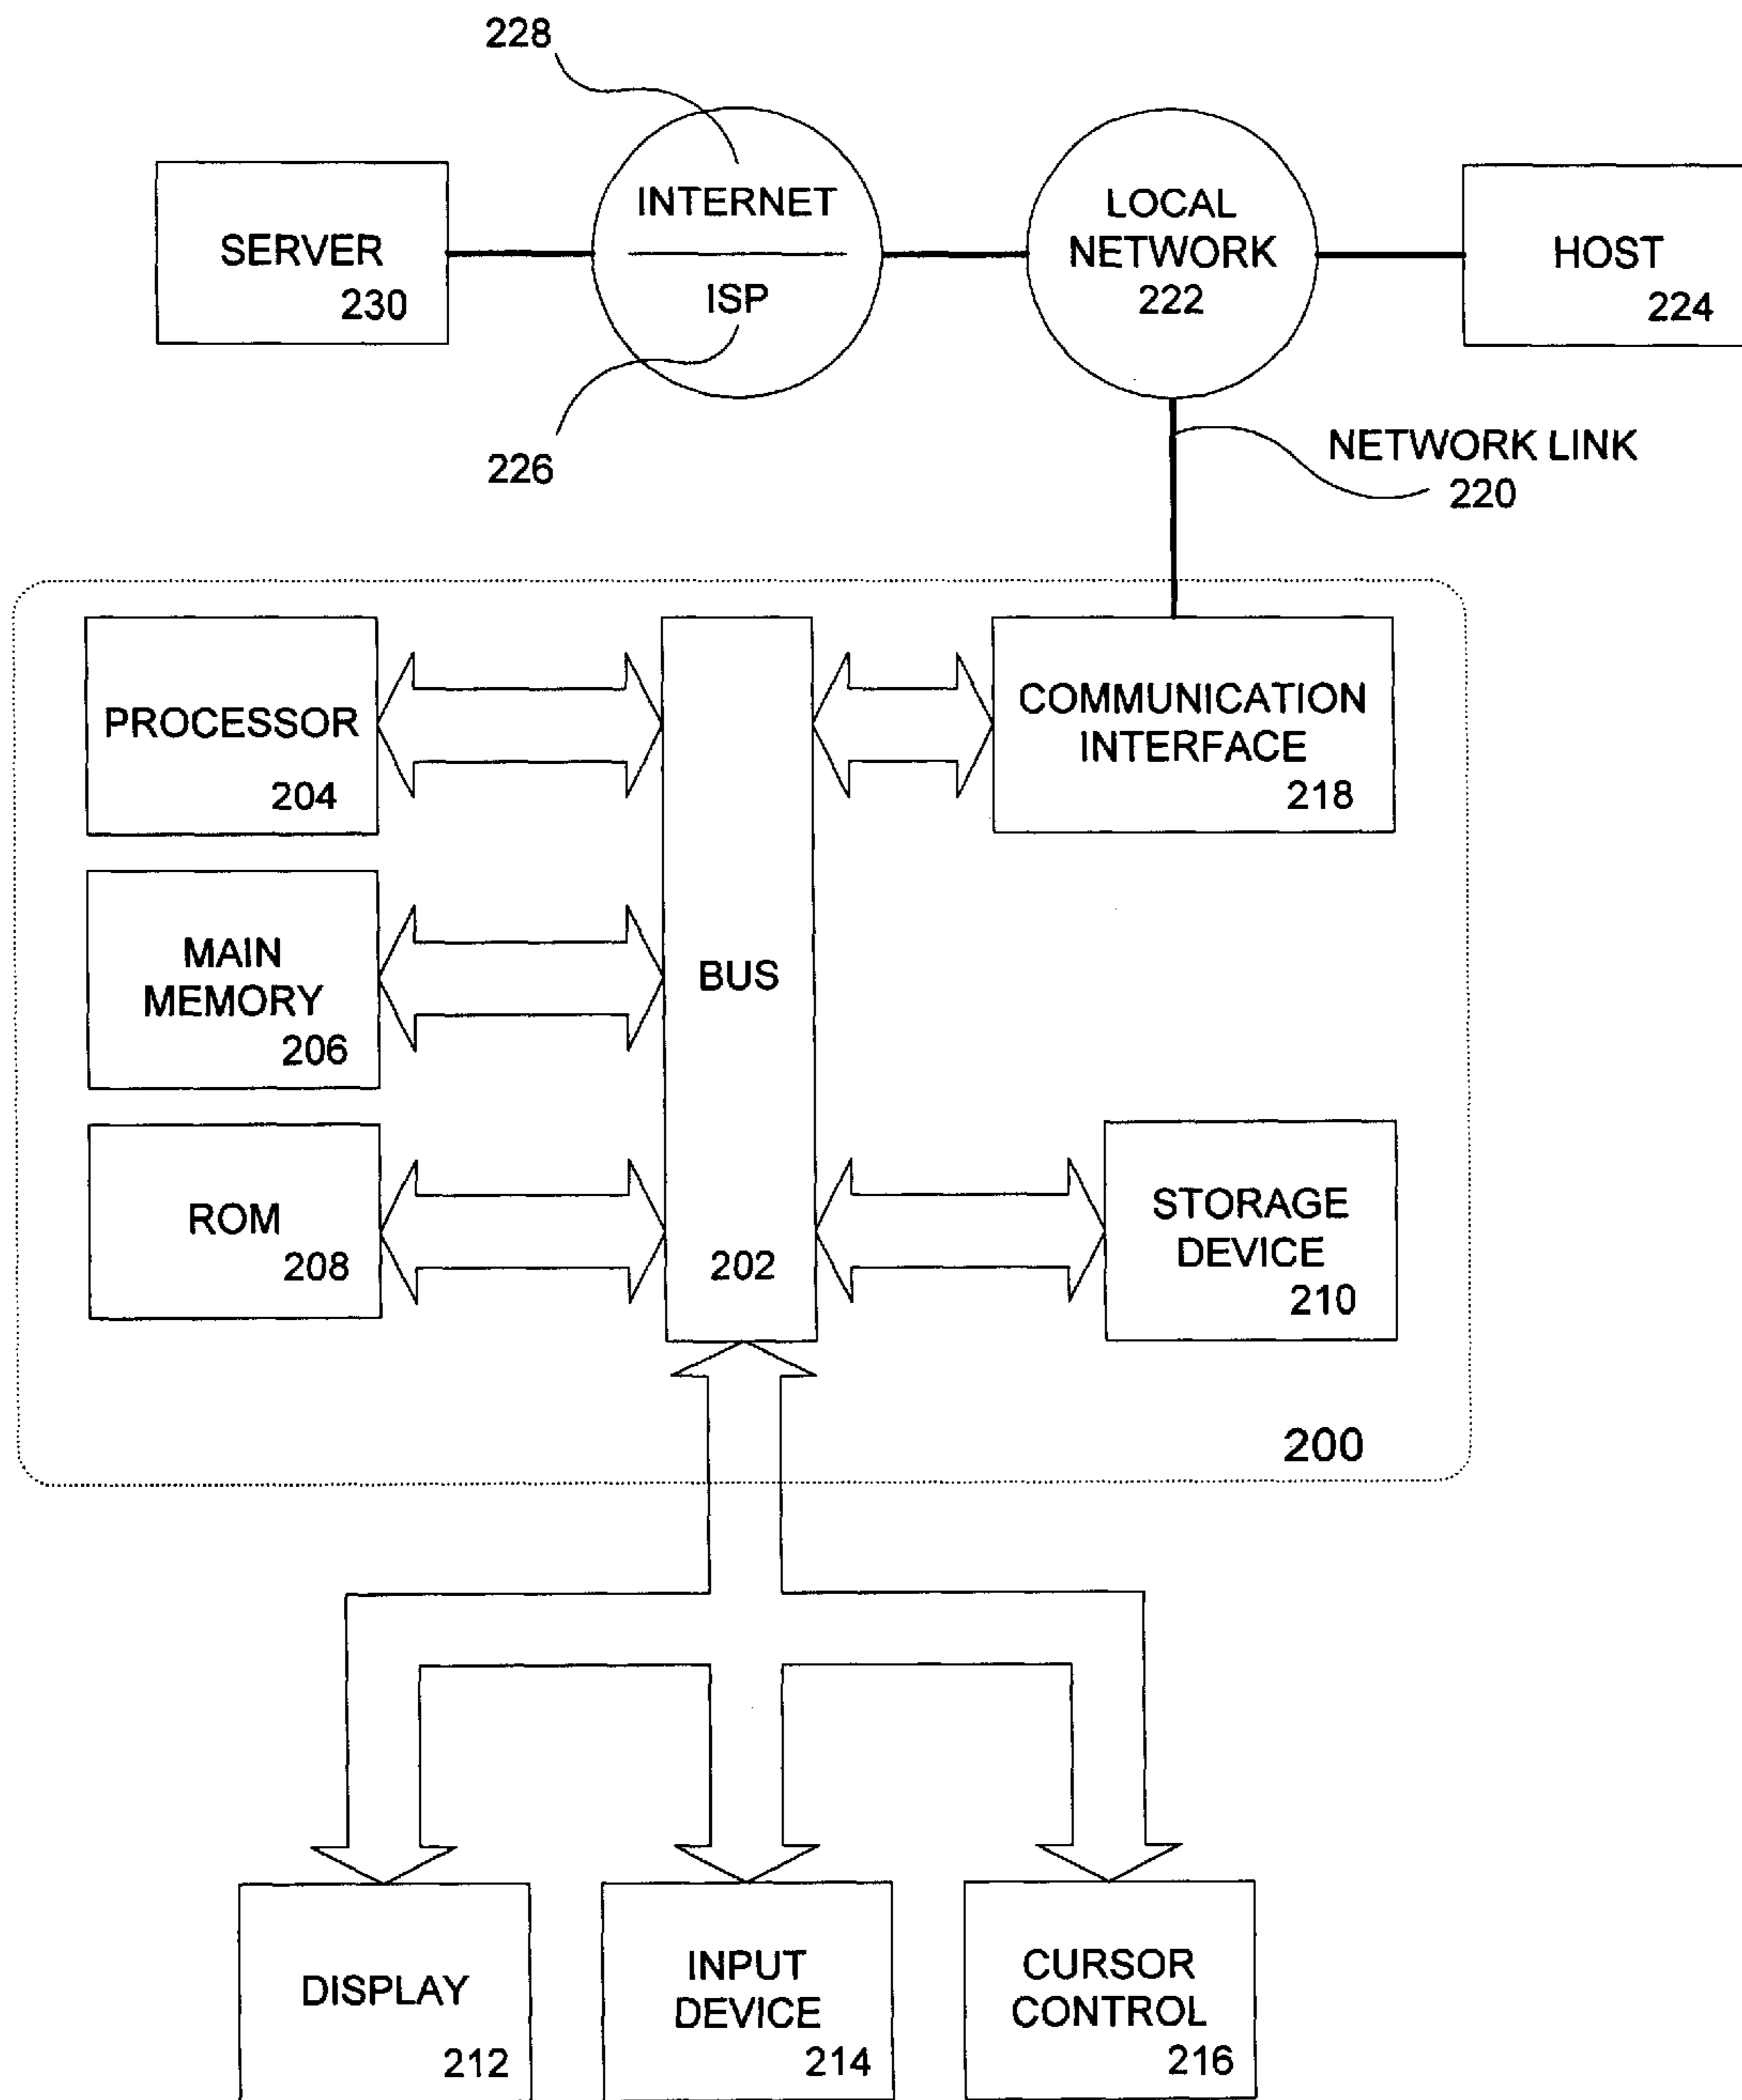 228
SERVER
230
INTERNET
ISP
226
LOCAL
NETWORK
222
HOST
224
NETWORK LINK
220
PROCESSOR
204
MAIN
MEMORY
206
ROM
208
BUS
202
COMMUNICATION
INTERFACE
218
STORAGE
DEVICE
210
200
DISPLAY
212
INPUT
DEVICE
214
CURSOR
CONTROL
216